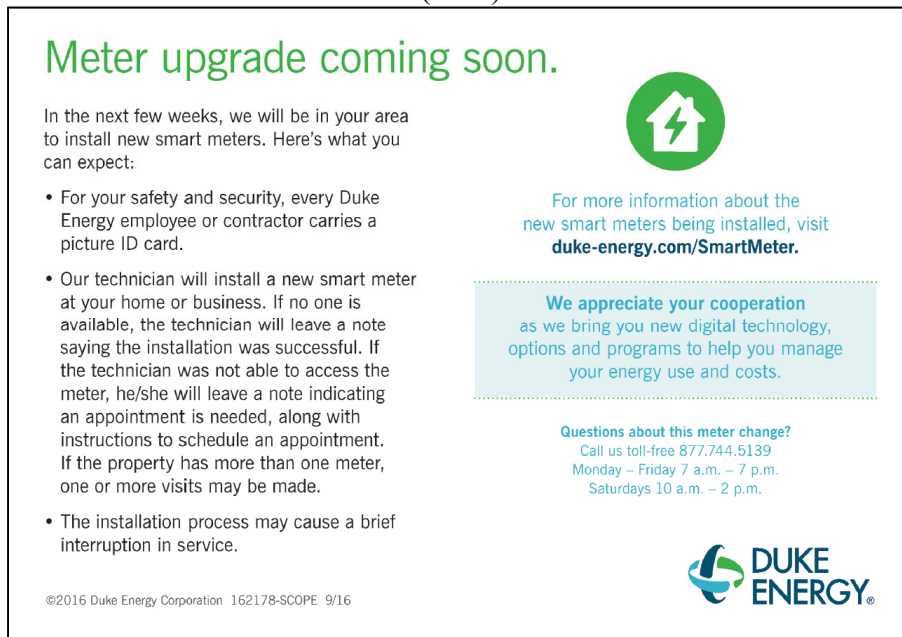 Meter upgrade coming soon.
In the next few weeks, we will be in your area
to install new smart meters. Here's what you
can expect:
• For your safety and security, every Duke
Energy employee or contractor carries a
picture ID card.
• Our technician will install a new smart meter
at your home or business. If no one is
available, the technician will leave a note
saying the installation was successful. If
the technician was not able to access the
meter, he/she will leave a note indicating
an appointment is needed, along with
instructions to schedule an appointment.
If the property has more than one meter,
one or more visits may be made.
• The installation process may cause a brief
interruption in service.
©2016 Duke Energy Corporation 162178-SCOPE 9/16
For more information about the
new smart meters being installed, visit
duke-energy.com/SmartMeter.
We appreciate your cooperation
as we bring you new digital technology,
options and programs to help you manage
your energy use and costs.
Questions about this meter change?
Call us toll-free 877.744.5139
Monday – Friday 7 a.m. – 7 p.m.
Saturdays 10 a.m. – 2 p.m.
DUKE
ENERGY®